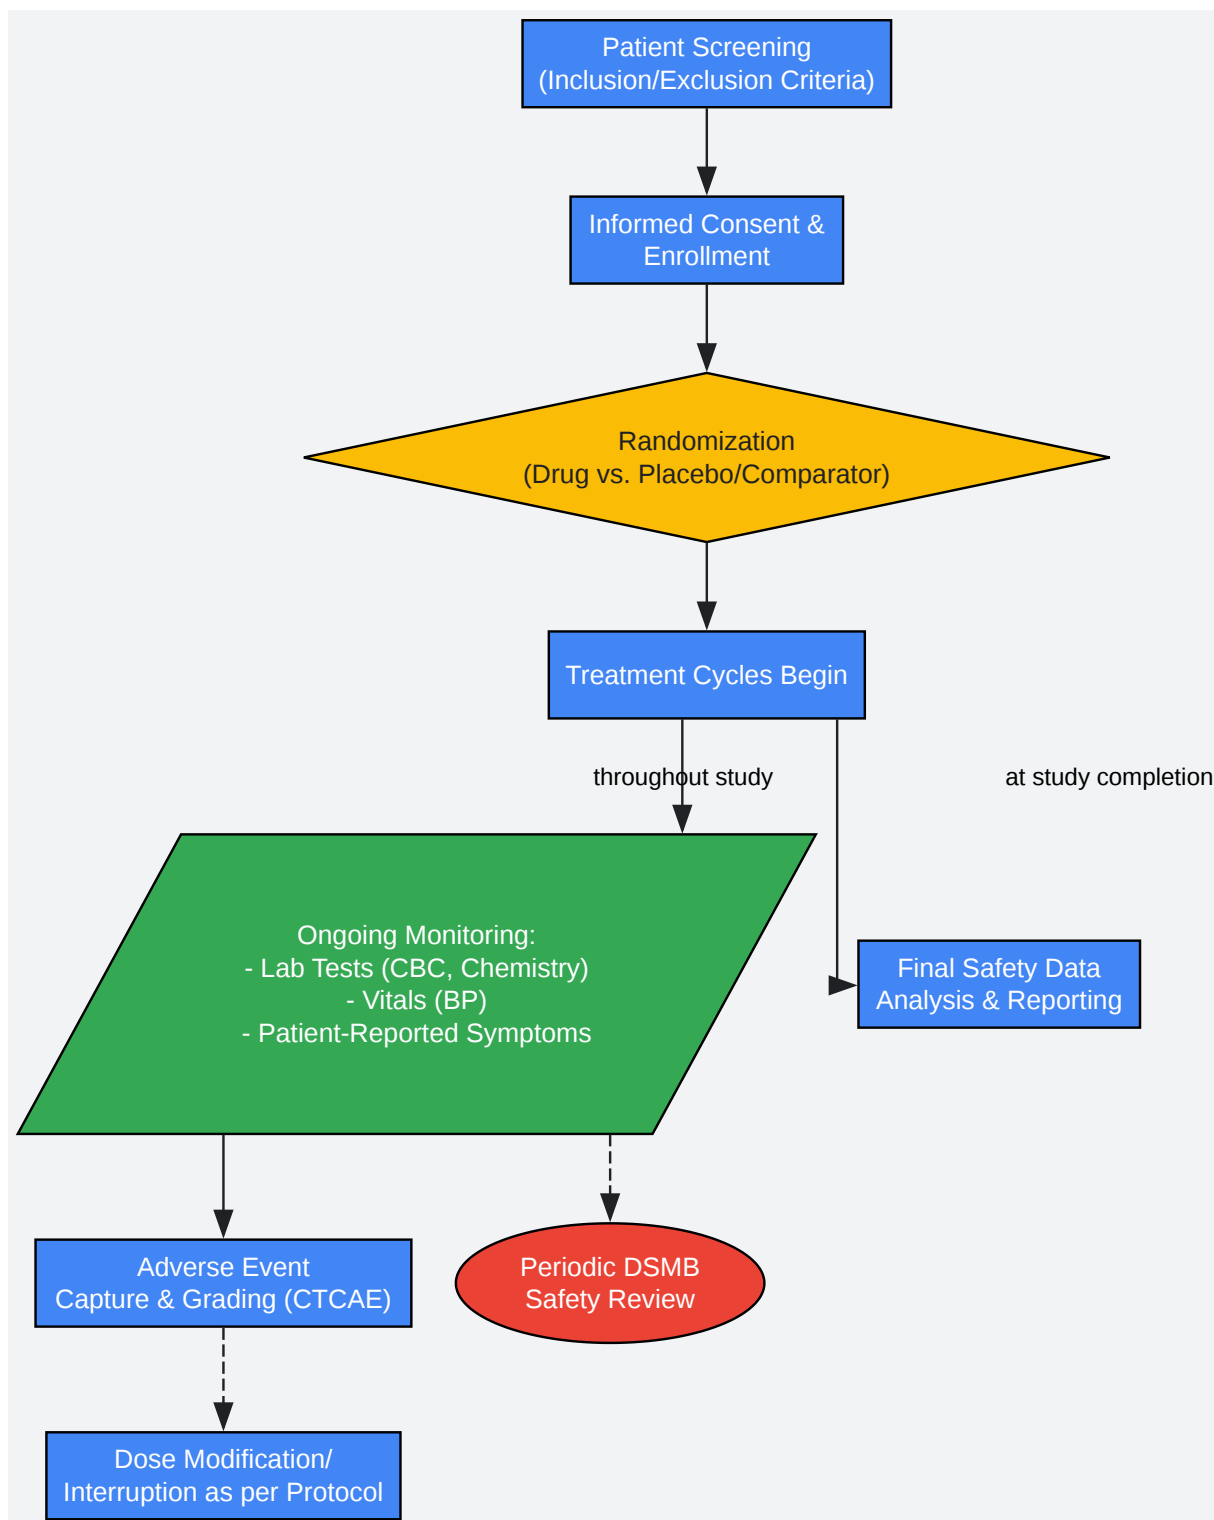 Patient Screening
(Inclusion/Exclusion Criteria)
Informed Consent &
Enrollment
Randomization
(Drug vs. Placebo/Comparator)
Treatment Cycles Begin
throughout study
at study completion
Ongoing Monitoring:
- Lab Tests (CBC, Chemistry)
- Vitals (BP)
- Patient-Reported Symptoms
Final Safety Data
Analysis & Reporting
Adverse Event
Capture & Grading (CTCAE)
Periodic DSMB
Safety Review
Dose Modification/
Interruption as per Protocol